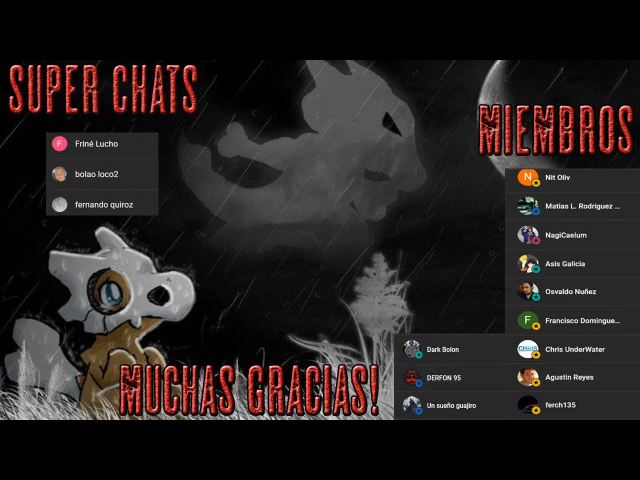 SUPER CHATS
F Friné Lucho
bolao loco2
fernando quiroz
MIEMBROS
N Nit Oliv
Matias L. Rodriguez ...
NagiCaelum
Asis Galicia
Osvaldo Nuñez
F Francisco Domingue...
CHRIS Chris UnderWater
Agustin Reyes
ferch135
Dark Bolon
DERFON 95
Un sueño guajiro
MUCHAS GRACIAS!